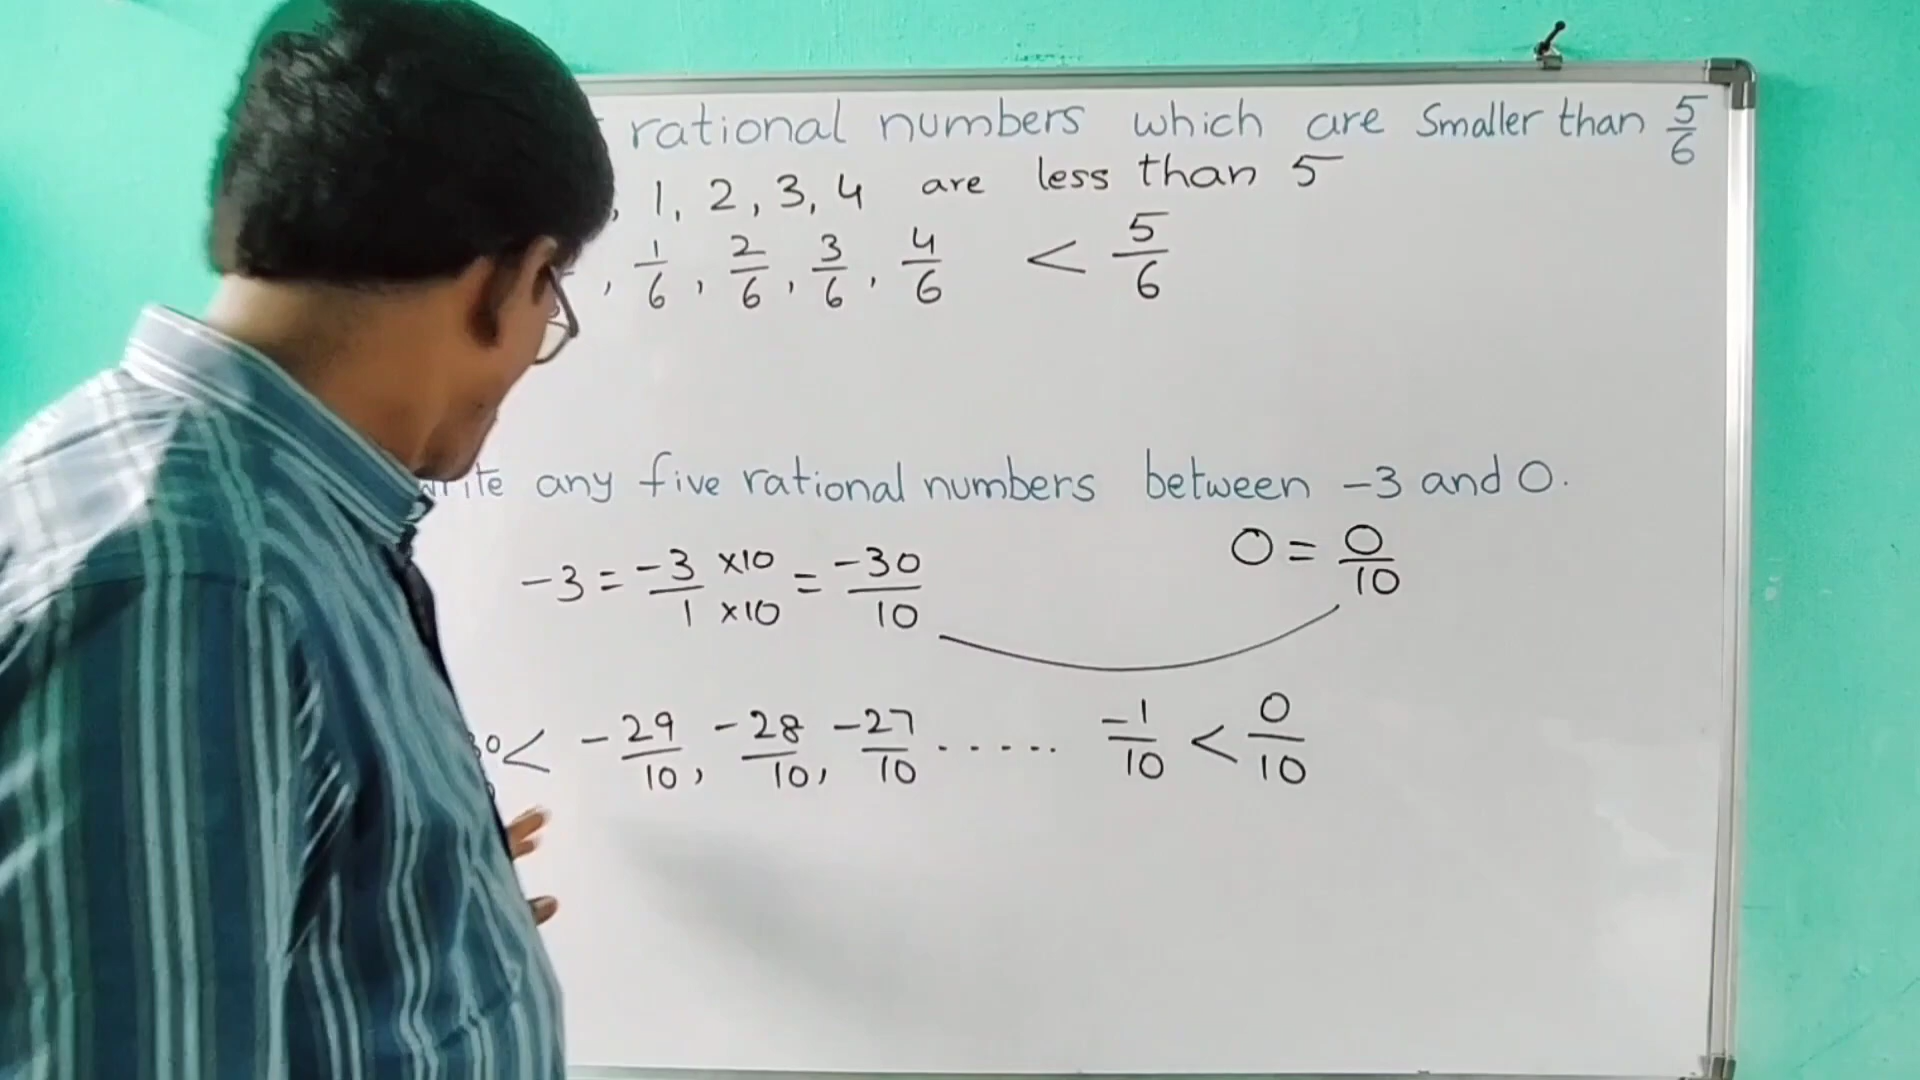 rational numbers which are smaller than 5/6
, 1, 2, 3, 4 are less than 5
, 1/6, 2/6, 3/6, 4/6 < 5/6
write any five rational numbers between -3 and 0.
-3 = -3/1 ×10/×10 = -30/10
0 = 0/10
< -29/10, -28/10, -27/10 ..... -1/10 < 0/10